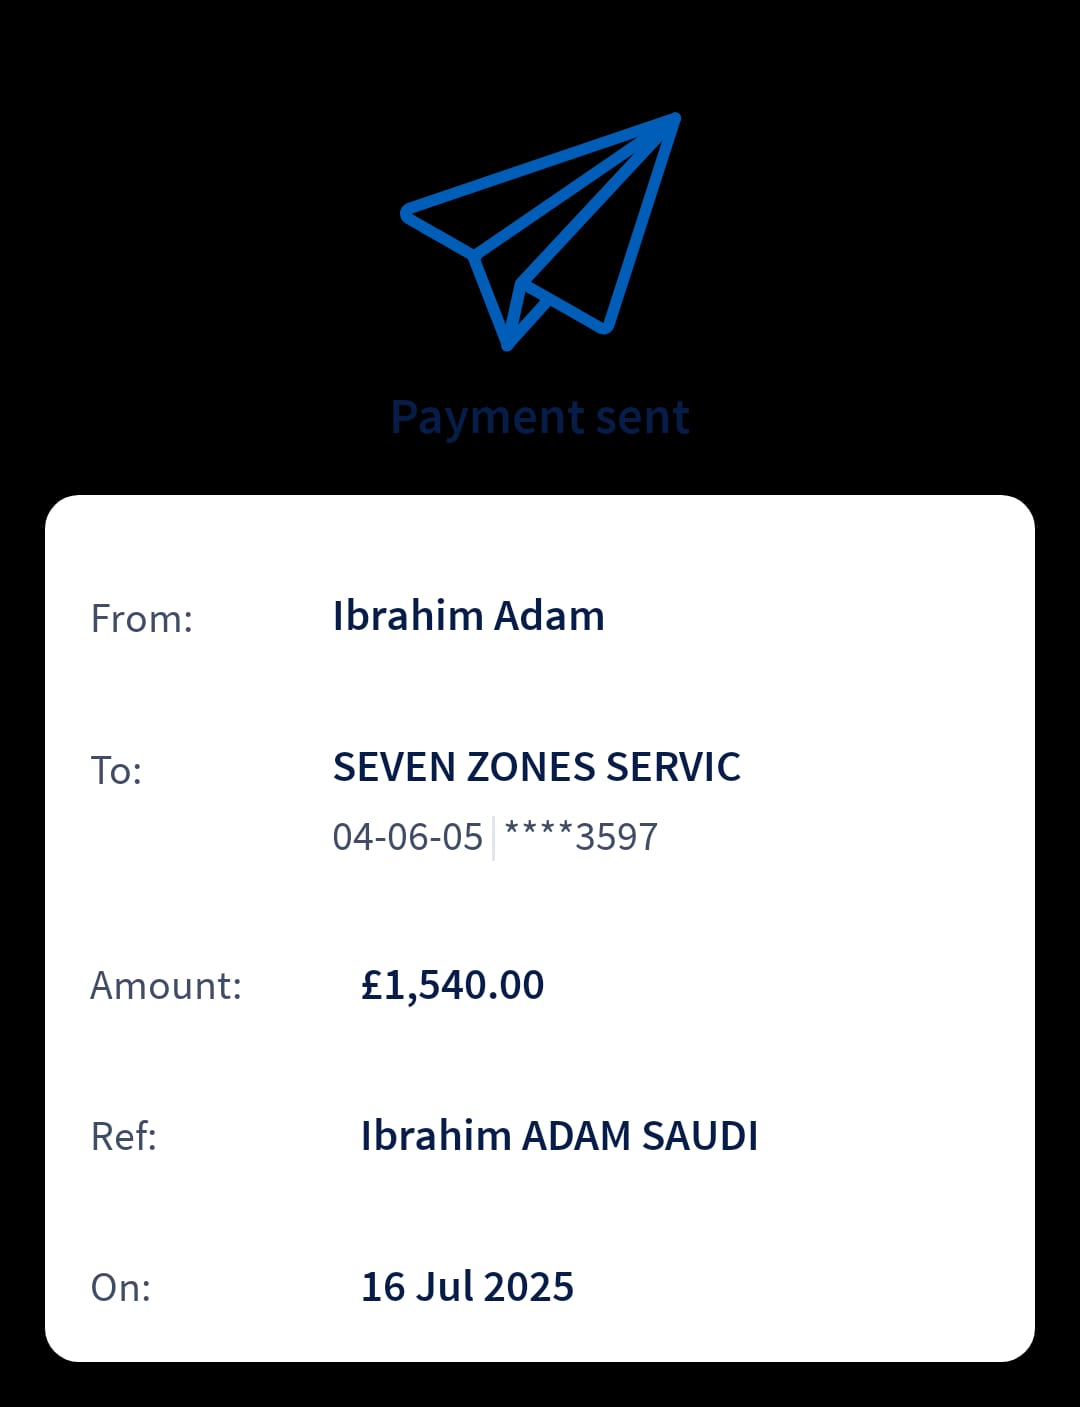 Payment sent
From: Ibrahim Adam
To: SEVEN ZONES SERVIC
04-06-05 ****3597
Amount: £1,540.00
Ref: Ibrahim ADAM SAUDI
On: 16 Jul 2025